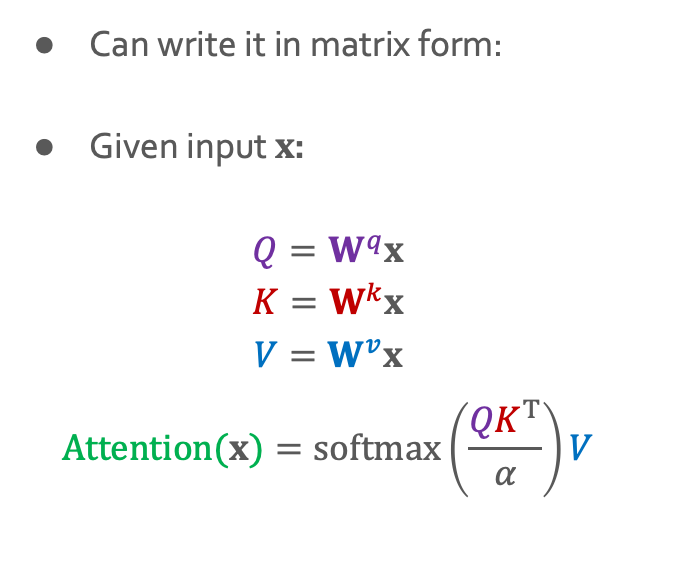 ● Can write it in matrix form:
● Given input x:
Q = W^q x
K = W^k x
V = W^v x
Attention(x) = softmax(QK^T / α) V